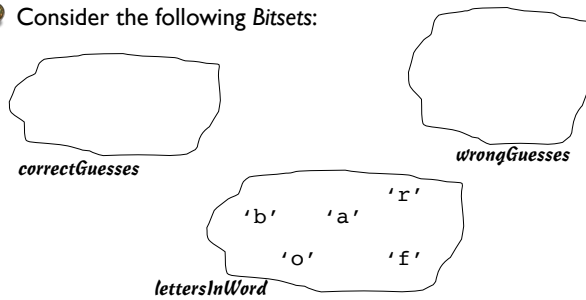 Consider the following Bitsets:
correctGuesses
wrongGuesses
‘r’
‘b’ ‘a’
‘o’ ‘f’
lettersInWord